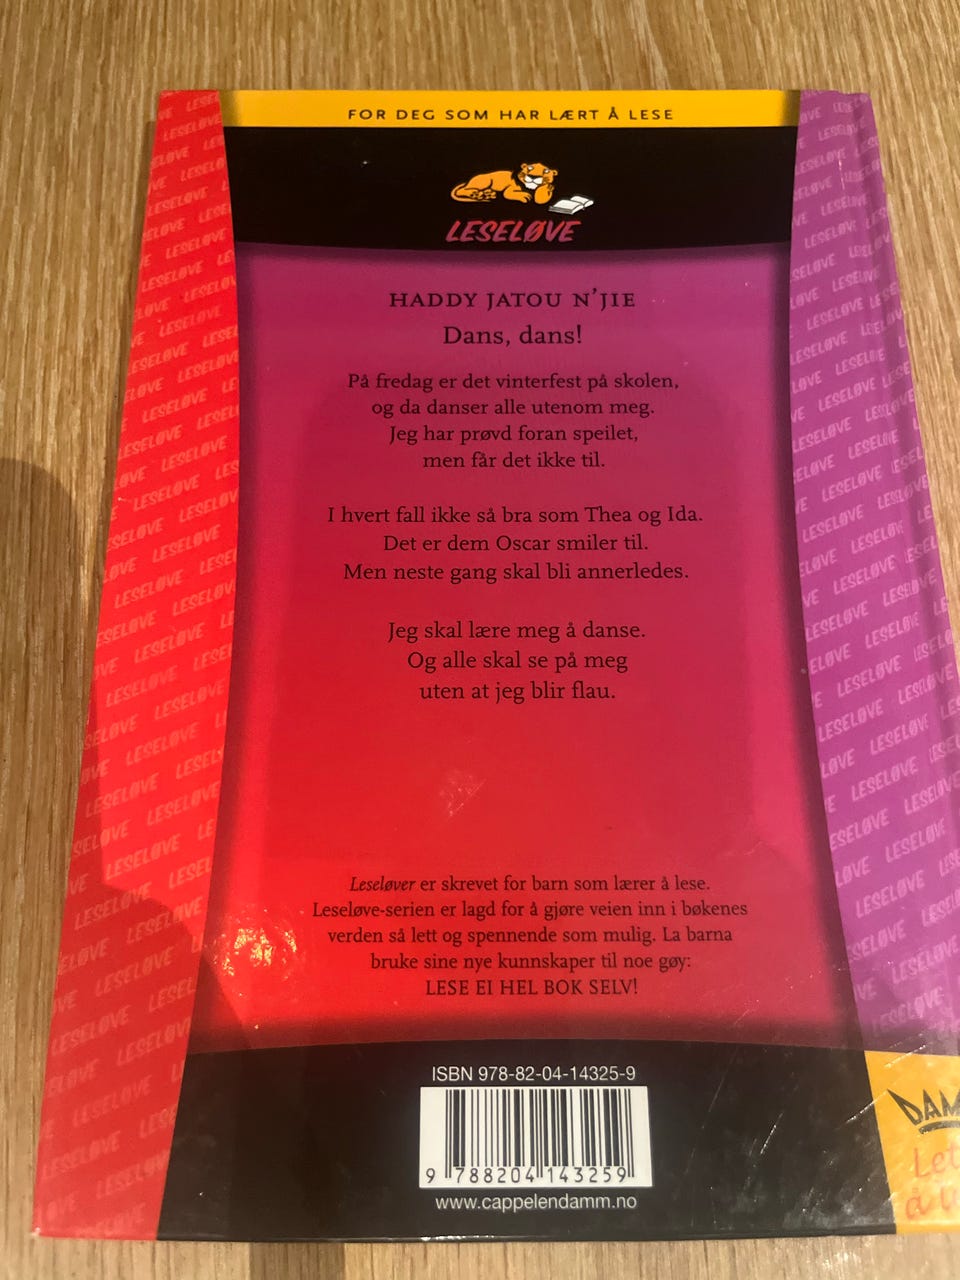 FOR DEG SOM HAR LÆRT Å LESE
LESELØVE
HADDY JATOU N'JIE
Dans, dans!
På fredag er det vinterfest på skolen,
og da danser alle utenom meg.
Jeg har prøvd foran speilet,
men får det ikke til.
I hvert fall ikke så bra som Thea og Ida.
Det er dem Oscar smiler til.
Men neste gang skal bli annerledes.
Jeg skal lære meg å danse.
Og alle skal se på meg
uten at jeg blir flau.
Leseløver er skrevet for barn som lærer å lese.
Leseløve-serien er lagd for å gjøre veien inn i bøkenes
verden så lett og spennende som mulig. La barna
bruke sine nye kunnskaper til noe gøy:
LESE EI HEL BOK SELV!
ISBN 978-82-04-14325-9
9 788204 143259
www.cappelendamm.no
DAM
Let
å